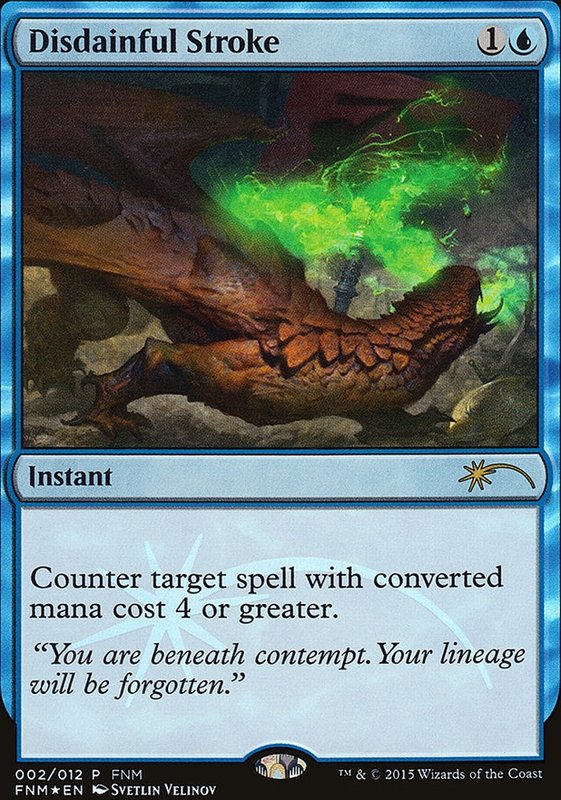 Disdainful Stroke 1
Instant
Counter target spell with converted
mana cost 4 or greater.
“You are beneath contempt. Your lineage
will be forgotten.”
002/012 P FNM
™ & © 2015 Wizards of the Coast
FNM★EN Svetlin Velinov